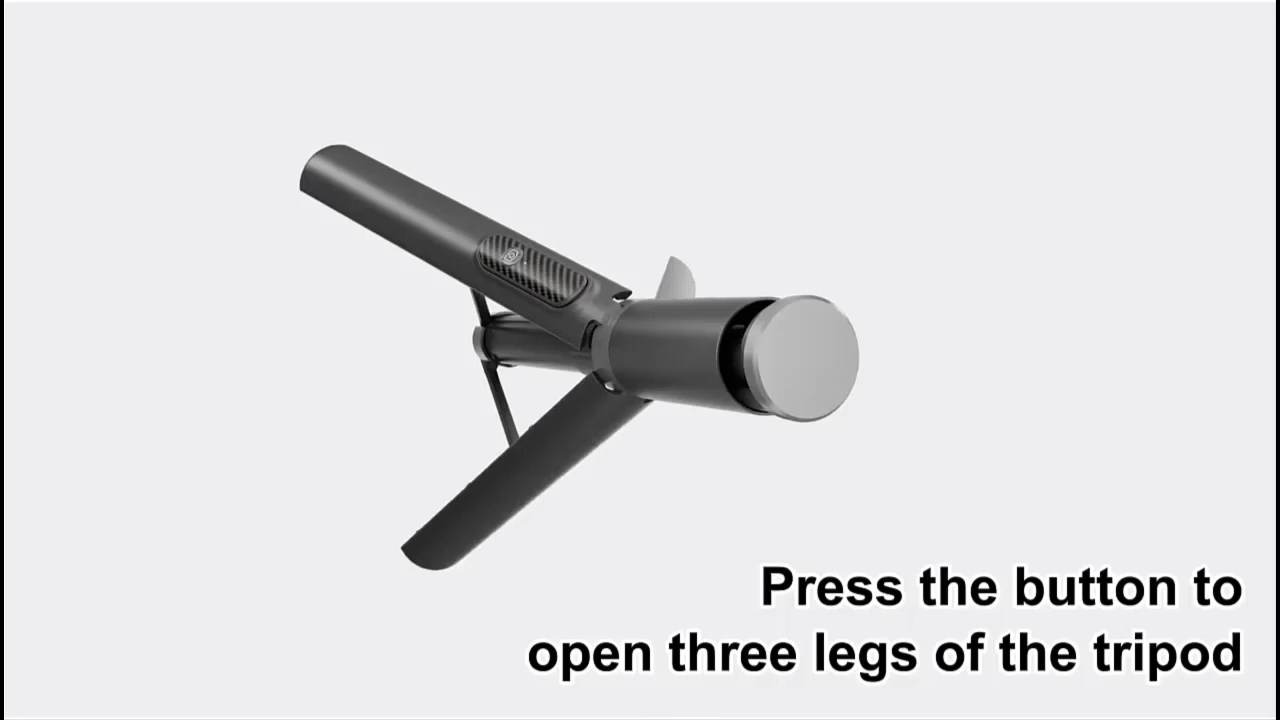 Press the button to
open three legs of the tripod